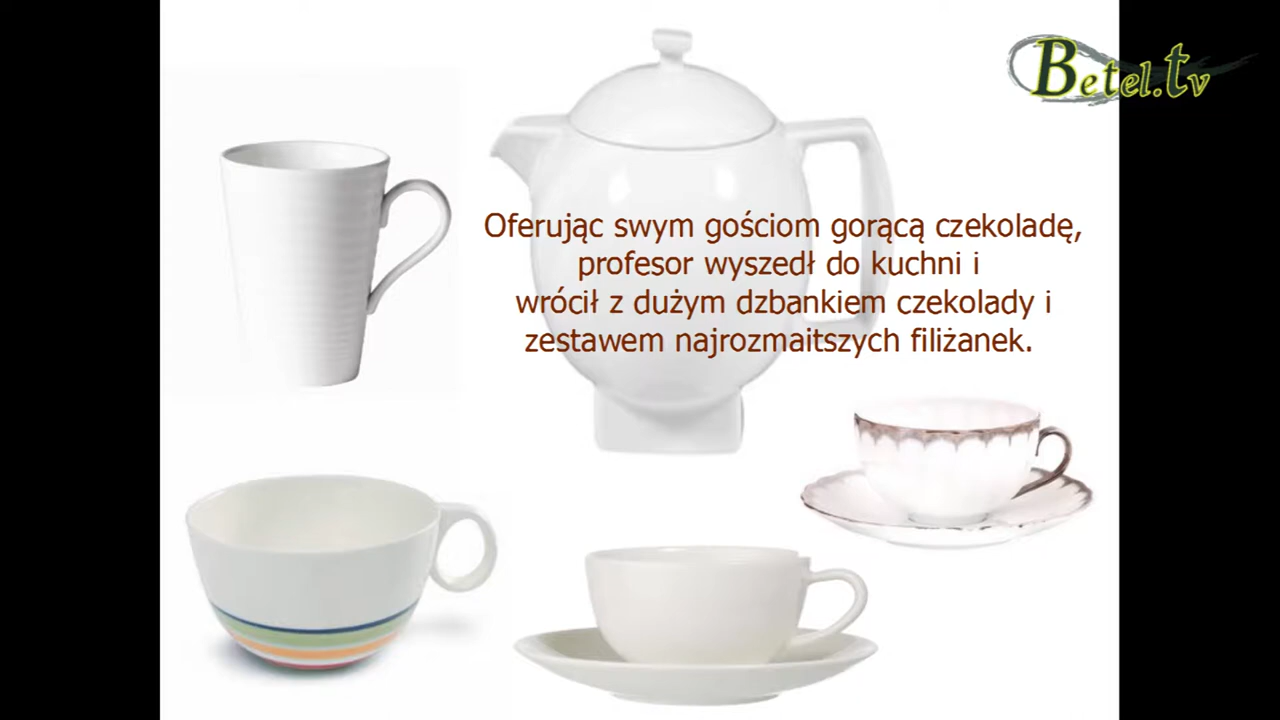 Betel.tv
Oferując swym gościom gorącą czekoladę,
profesor wyszedł do kuchni i
wrócił z dużym dzbankiem czekolady i
zestawem najrozmaitszych filiżanek.